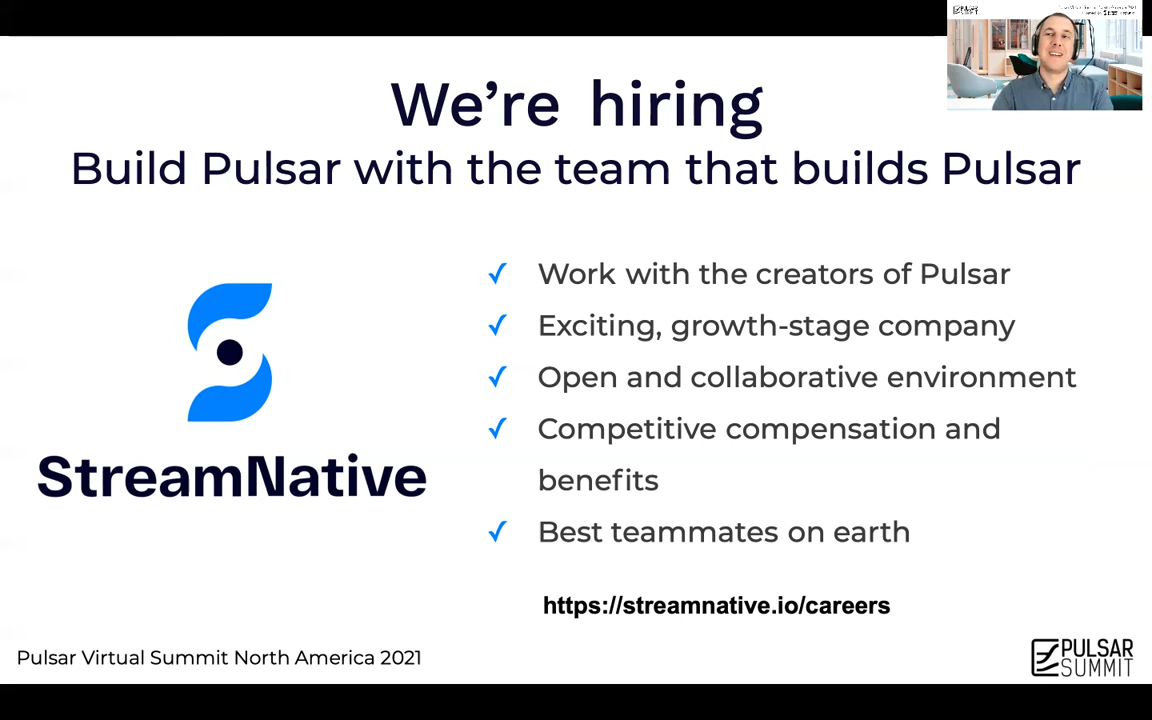 We're hiring
Build Pulsar with the team that builds Pulsar
✓ Work with the creators of Pulsar
✓ Exciting, growth-stage company
✓ Open and collaborative environment
✓ Competitive compensation and
benefits
✓ Best teammates on earth
StreamNative
https://streamnative.io/careers
Pulsar Virtual Summit North America 2021
PULSAR
SUMMIT